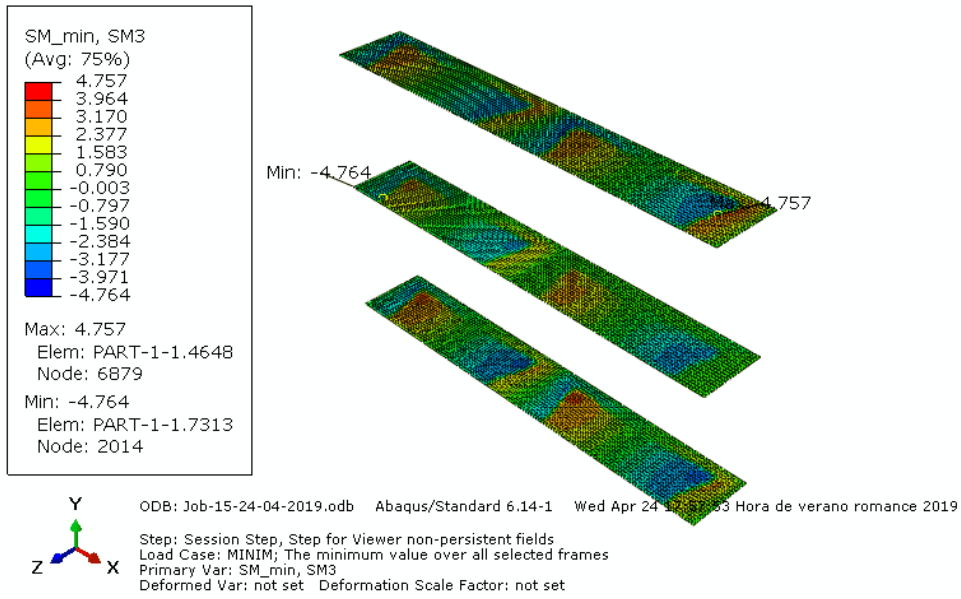 SM_min, SM3
(Avg: 75%)
4.757
3.964
3.170
2.377
1.583
0.790
-0.003
-0.797
-1.590
-2.384
-3.177
-3.971
-4.764
Max: 4.757
Elem: PART-1-1.4648
Node: 6879
Min: -4.764
Elem: PART-1-1.7313
Node: 2014
Min: -4.764
4.757
ODB: Job-15-24-04-2019.odb Abaqus/Standard 6.14-1 Wed Apr 24 Hora de verano romance 2019
Step: Session Step, Step for Viewer non-persistent fields
Load Case: MINIM; The minimum value over all selected frames
Primary Var: SM_min, SM3
Deformed Var: not set Deformation Scale Factor: not set
Y
Z
X